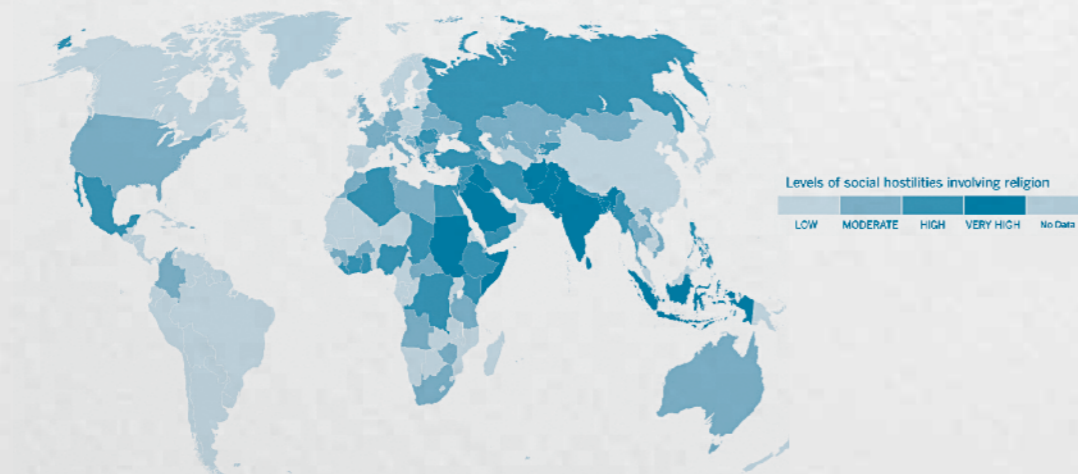 Levels of social hostilities involving religion
LOW MODERATE HIGH VERY HIGH No Data